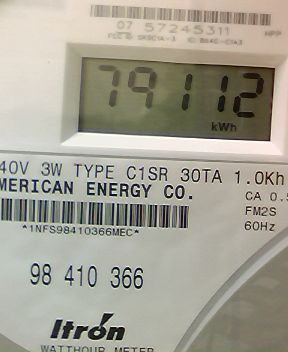 07 57245311
79112
kWh
40V 3W TYPE C1SR 30TA 1.0Kh
MERICAN ENERGY CO.
CA 0.5
FM2S
*1NFS98410366MEC*
60Hz
98 410 366
Itrón
WATTHOUR METER